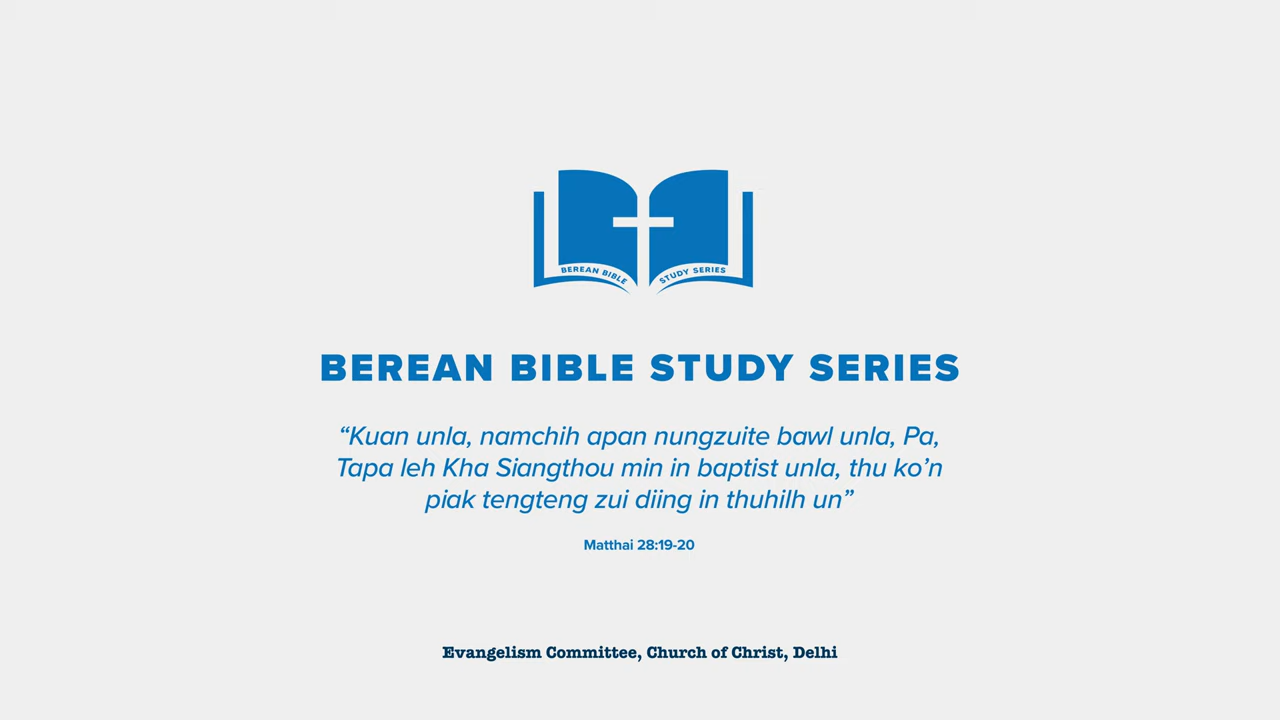 BEREAN BIBLE
STUDY SERIES
BEREAN BIBLE STUDY SERIES
“Kuan unla, namchih apan nungzuite bawl unla, Pa,
Tapa leh Kha Siangthou min in baptist unla, thu ko’n
piak tengteng zui diing in thuhilh un”
Matthai 28:19-20
Evangelism Committee, Church of Christ, Delhi